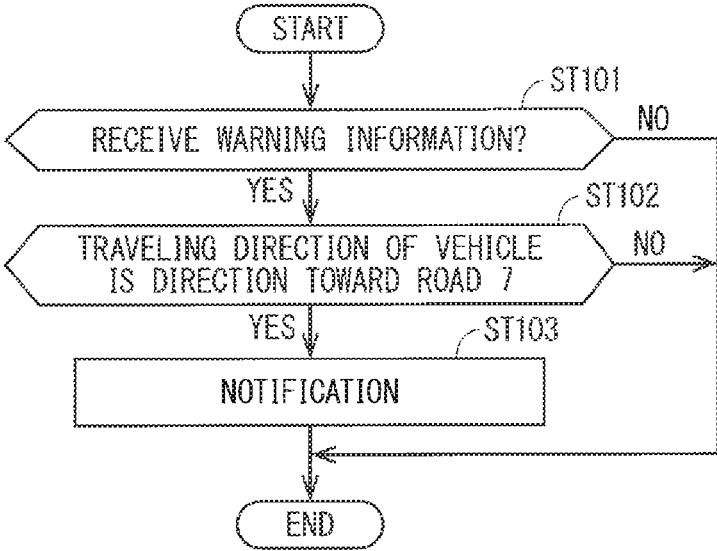 START
ST101
RECEIVE WARNING INFORMATION?
NO
YES
ST102
TRAVELING DIRECTION OF VEHICLE
IS DIRECTION TOWARD ROAD ?
NO
YES
ST103
NOTIFICATION
END